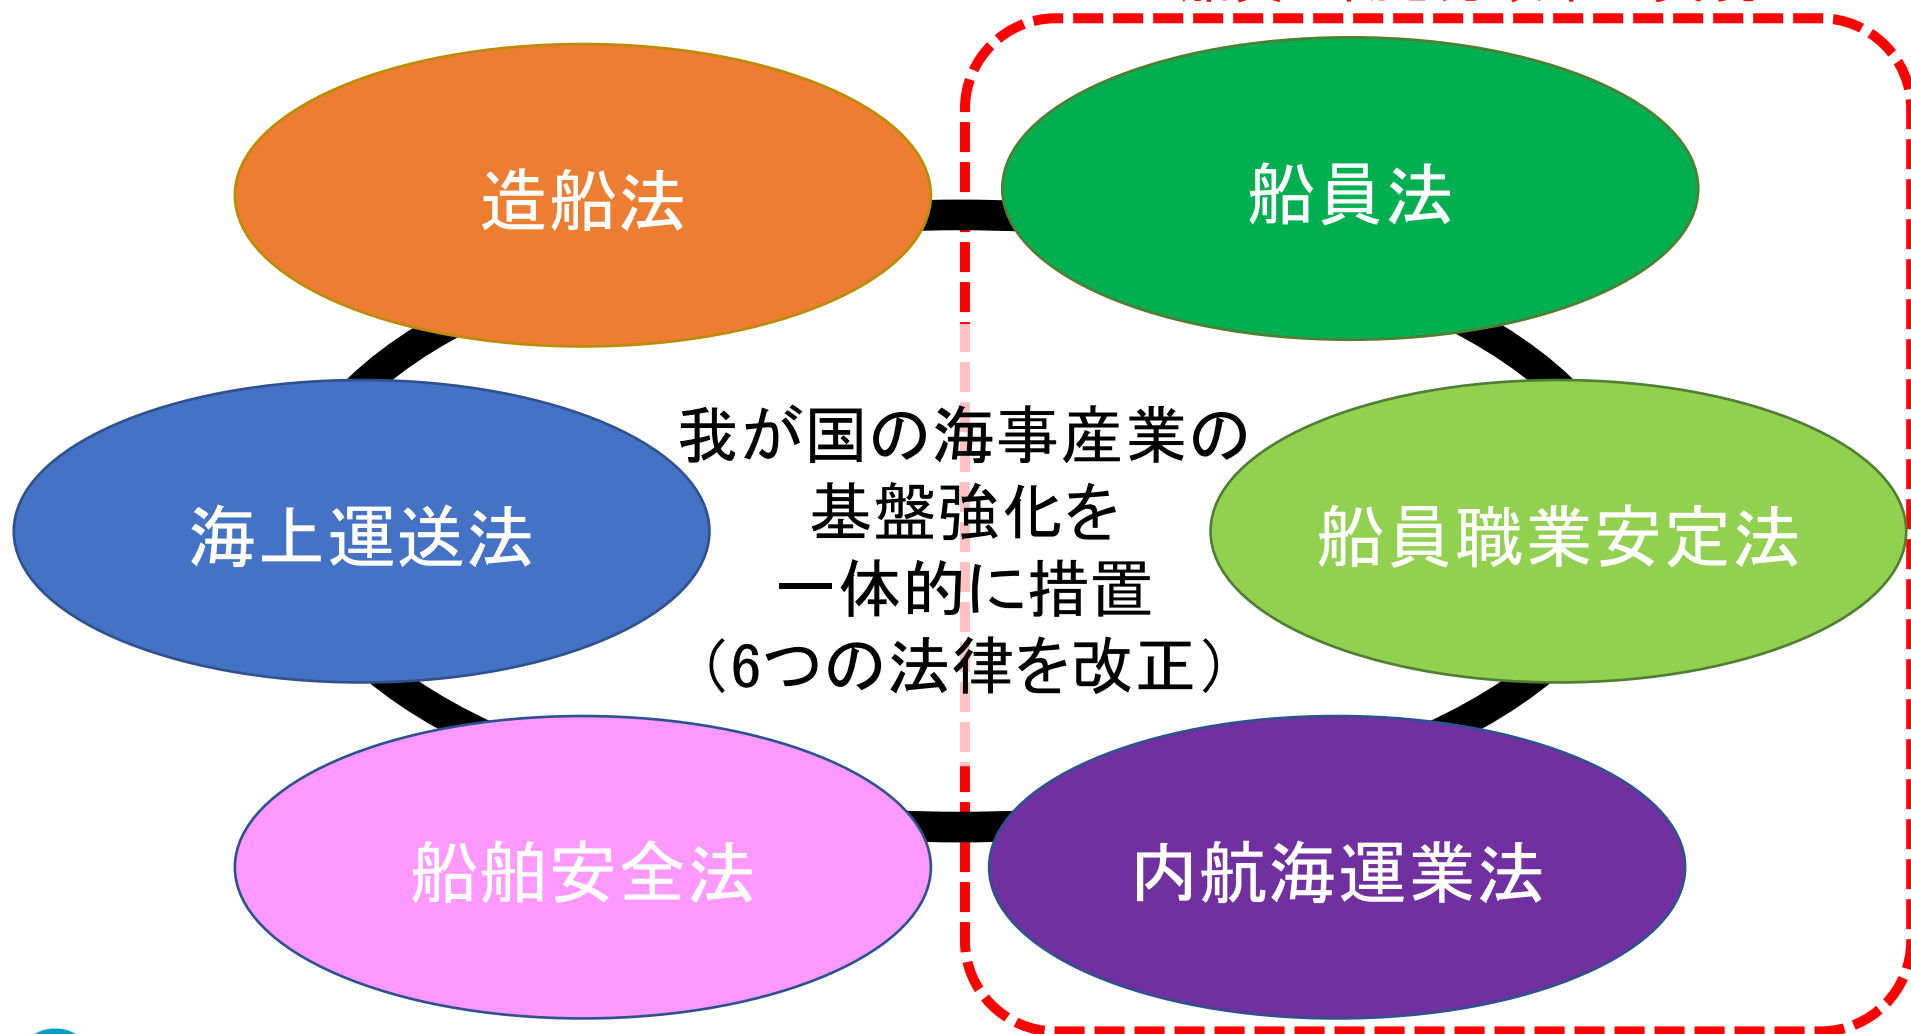 造船法
船員法
我が国の海事産業の
基盤強化を
一体的に措置
（6つの法律を改正）
海上運送法
船員職業安定法
船舶安全法
内航海運業法